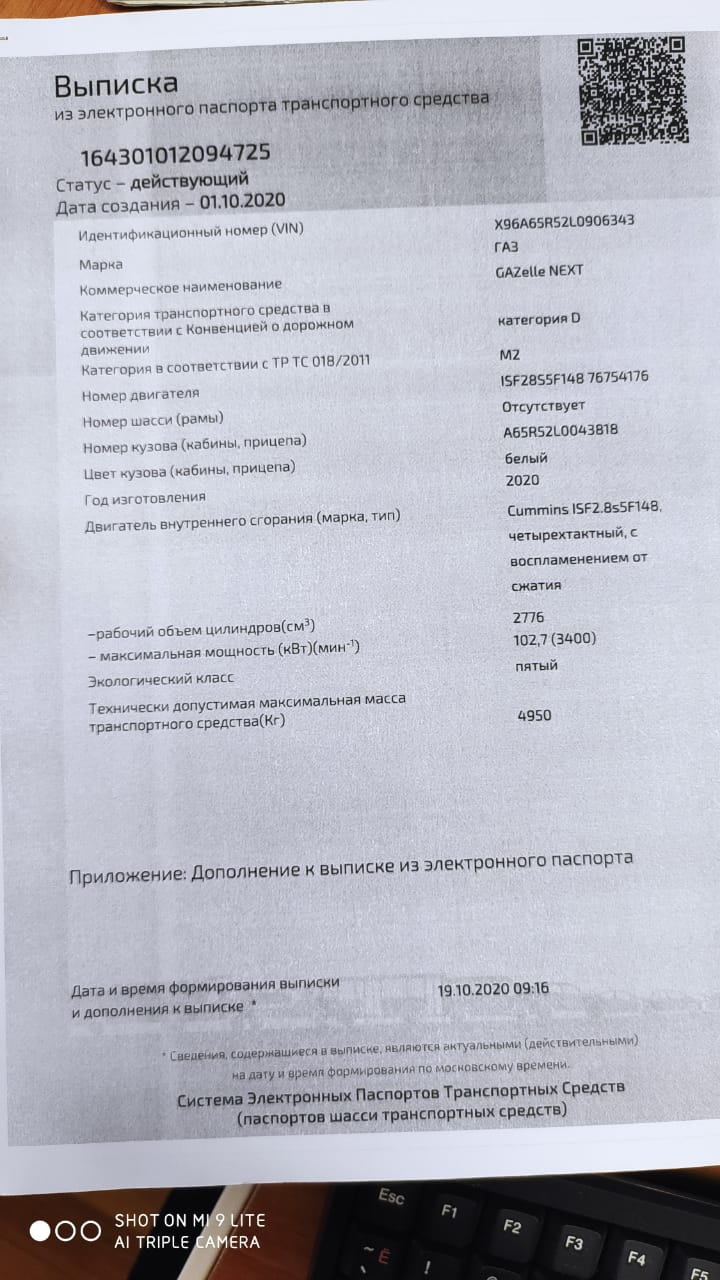 Выписка
из электронного паспорта транспортного средства
164301012094725
Статус – действующий
Дата создания – 01.10.2020
Идентификационный номер (VIN) X96A65R52L0906343
Марка ГАЗ
Коммерческое наименование GAZelle NEXT
Категория транспортного средства в
соответствии с Конвенцией о дорожном категория D
движении
Категория в соответствии с ТР ТС 018/2011 M2
Номер двигателя ISF28S5F148 76754176
Номер шасси (рамы) Отсутствует
Номер кузова (кабины, прицепа) A65R52L0043818
Цвет кузова (кабины, прицепа) белый
Год изготовления 2020
Двигатель внутреннего сгорания (марка, тип) Cummins ISF2.8s5F148,
четырехтактный, с
воспламенением от
сжатия
–рабочий объем цилиндров(см³) 2776
– максимальная мощность (кВт)(мин⁻¹) 102,7 (3400)
Экологический класс пятый
Технически допустимая максимальная масса
транспортного средства(Кг) 4950
Приложение: Дополнение к выписке из электронного паспорта
Дата и время формирования выписки 19.10.2020 09:16
и дополнения к выписке *
* Сведения, содержащиеся в выписке, являются актуальными (действительными)
на дату и время формирования по московскому времени.
Система Электронных Паспортов Транспортных Средств
(паспортов шасси транспортных средств)
Esc F1 F2 F3 F4 F5
~ Ё !
SHOT ON MI 9 LITE
AI TRIPLE CAMERA